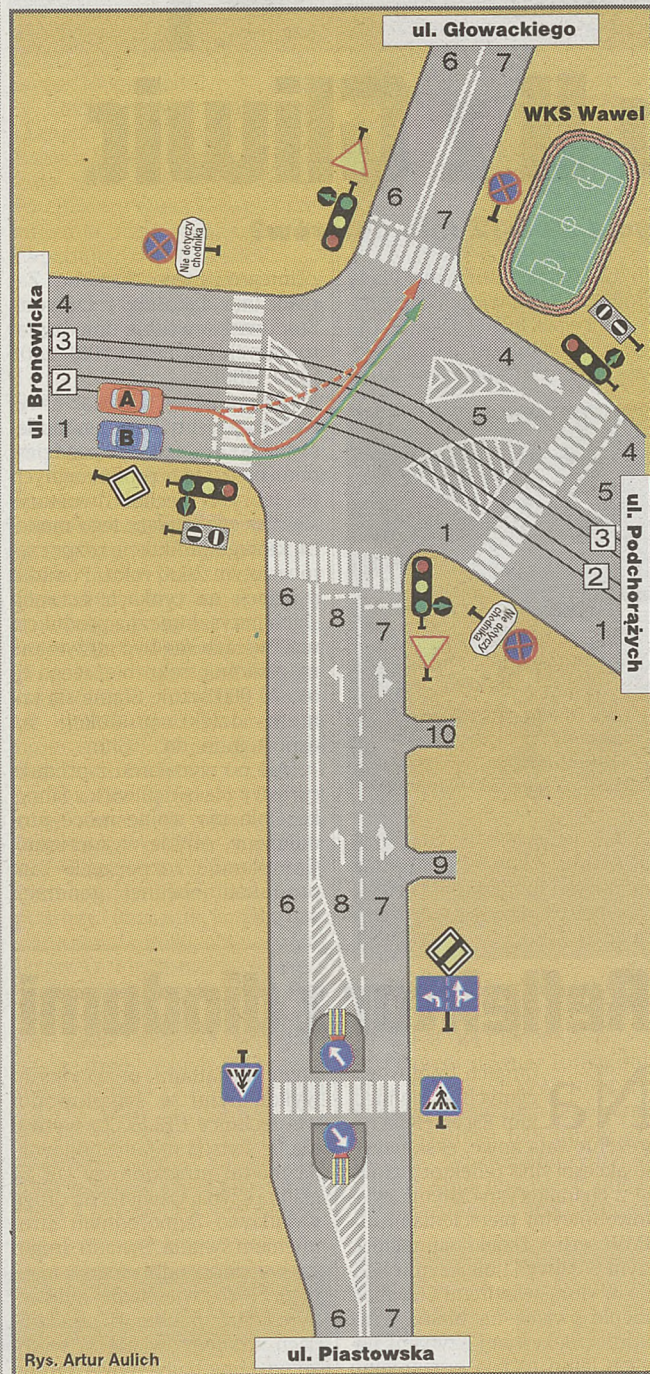 ul. Głowackiego
6 7
WKS Wawel
6
7
Nie dotyczy
chodnika
ul. Bronowicka
4
3
2
1
A
B
4
5
4
5
3
2
1
1
ul. Podchorążych
Nie dotyczy
chodnika
6
8
7
10
9
6
8
7
6
7
ul. Piastowska
Rys. Artur Aulich